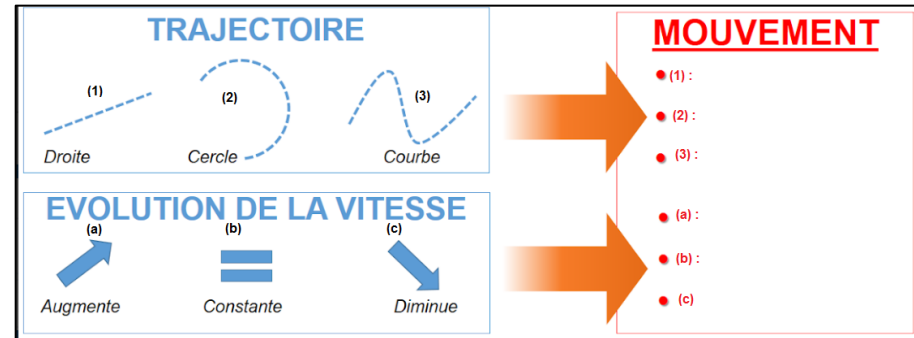 TRAJECTOIRE
(1)
(2)
(3)
Droite
Cercle
Courbe
EVOLUTION DE LA VITESSE
(a)
(b)
(c)
Augmente
Constante
Diminue
MOUVEMENT
(1) :
(2) :
(3) :
(a) :
(b) :
(c)